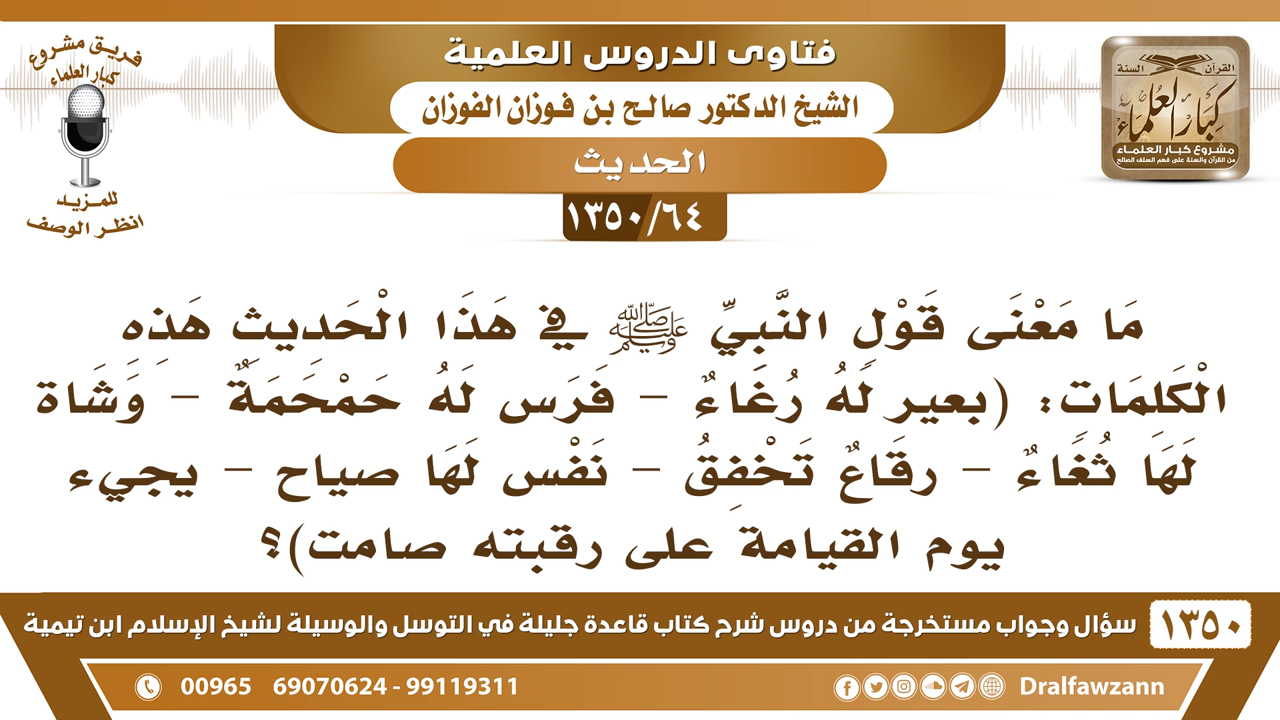 فتاوى الدروس العلمية
الشيخ الدكتور صالح بن فوزان الفوزان
الحديث
١٣٥٠/٦٤
فريق مشروع
كبار العلماء
للمزيد
انظر الوصف
القرآن السنة
كبار العلماء
مشروع كبار العلماء
من القرآن والسنة على فهم السلف الصالح
مَا مَعْنَى قَوْلِ النَّبِيِّ ﷺ فِي هَذَا الْحَدِيث هَذه
الْكَلِمَات: (بعير لَهُ رُغَاءٌ – فَرَس لَهُ حَمْحَمَةٌ – وَشَاة
لَهَا ثُغَاءٌ – رقَاعٌ تَخْفِقُ – نَفْس لَهَا صياح – يجيء
يوم القيامة على رقبته صامت)؟
١٣٥٠ سؤال وجواب مستخرجة من دروس شرح كتاب قاعدة جليلة في التوسل والوسيلة لشيخ الإسلام ابن تيمية
00965 69070624 - 99119311
Dralfawzann